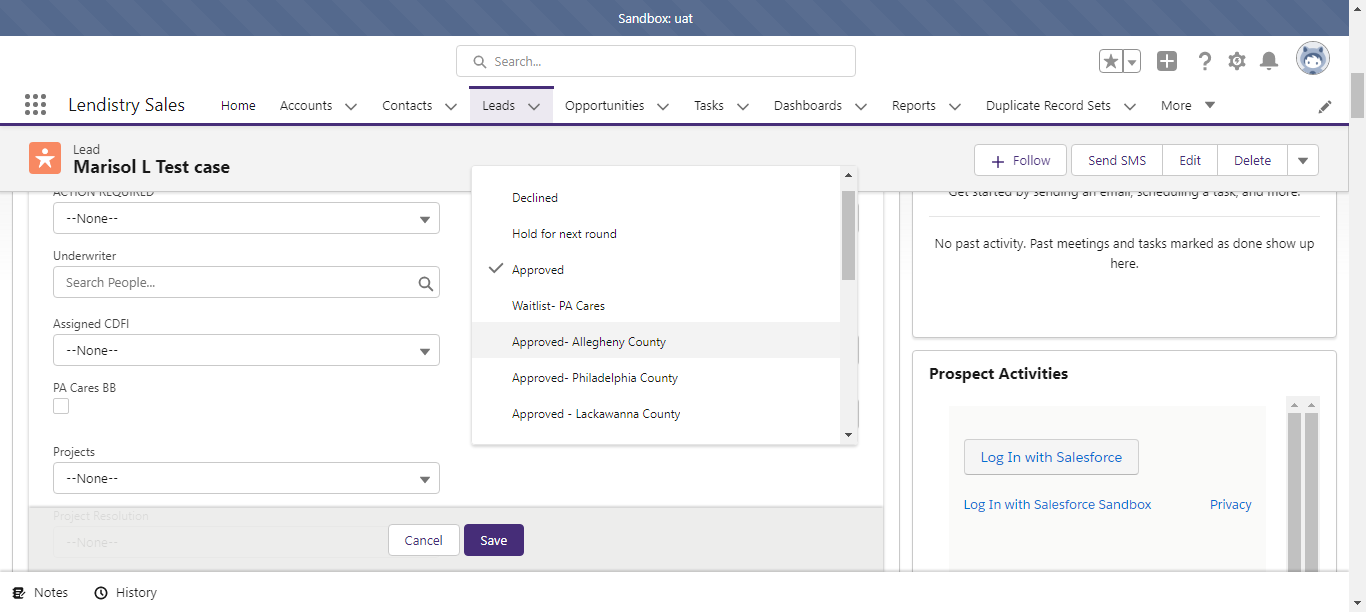 Sandbox: uat
Search...
Lendistry Sales
Home
Accounts
Contacts
Leads
Opportunities
Tasks
Dashboards
Reports
Duplicate Record Sets
More
Lead
Marisol L Test case
Follow
Send SMS
Edit
Delete
ACTION REQUIRED
--None--
Underwriter
Search People...
Assigned CDFI
--None--
PA Cares BB
Projects
--None--
Project Resolution
--None--
Declined
Hold for next round
Approved
Waitlist- PA Cares
Approved- Allegheny County
Approved- Philadelphia County
Approved - Lackawanna County
Cancel
Save
Get started by sending an email, scheduling a task, and more.
No past activity. Past meetings and tasks marked as done show up
here.
Prospect Activities
Log In with Salesforce
Log In with Salesforce Sandbox
Privacy
Notes
History